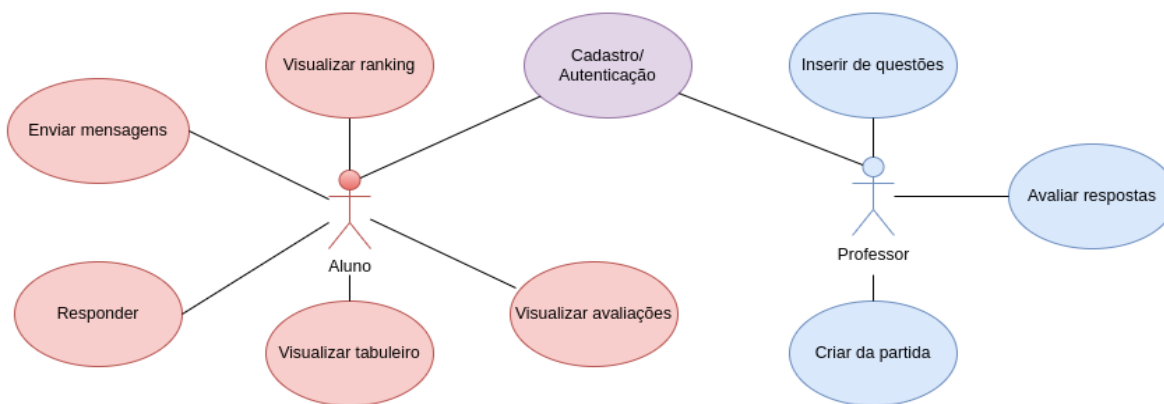 Visualizar ranking
Cadastro/
Autenticação
Inserir de questões
Enviar mensagens
Avaliar respostas
Aluno
Professor
Responder
Visualizar avaliações
Visualizar tabuleiro
Criar da partida